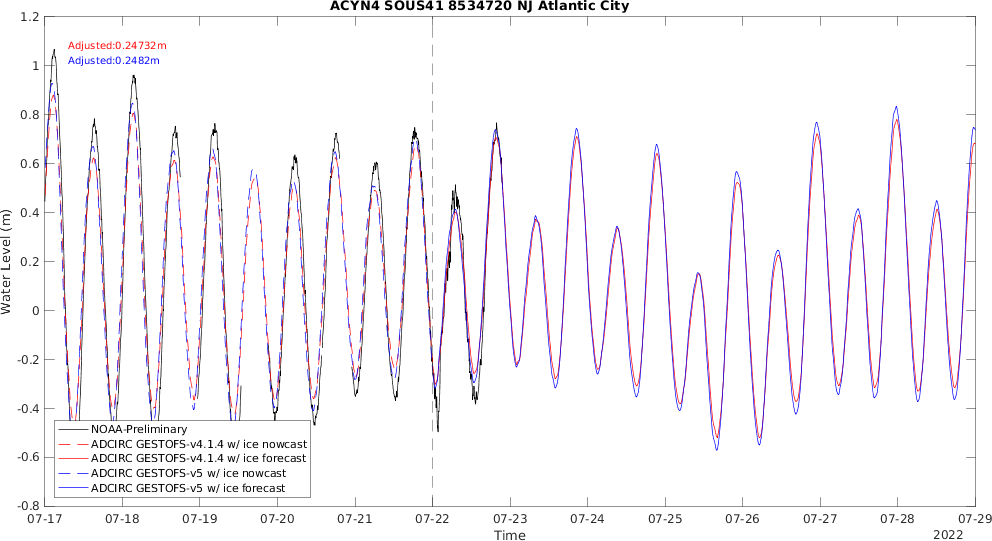 ACYN4 SOUS41 8534720 NJ Atlantic City
Adjusted:0.24732m
Adjusted:0.2482m
Water Level (m)
1.2
1
0.8
0.6
0.4
0.2
0
-0.2
-0.4
-0.6
-0.8
NOAA-Preliminary
ADCIRC GESTOFS-v4.1.4 w/ ice nowcast
ADCIRC GESTOFS-v4.1.4 w/ ice forecast
ADCIRC GESTOFS-v5 w/ ice nowcast
ADCIRC GESTOFS-v5 w/ ice forecast
07-17 07-18 07-19 07-20 07-21 07-22 07-23 07-24 07-25 07-26 07-27 07-28 07-29
Time
2022